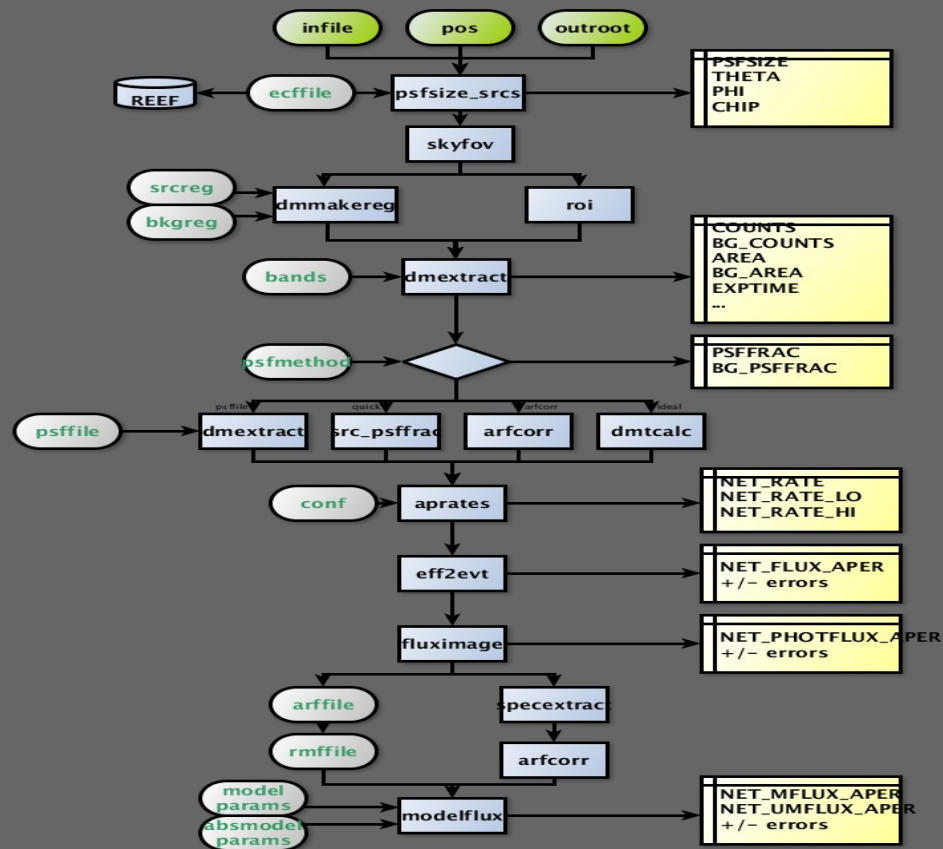 infile
pos
outroot
REEF
ecffile
psfsize_srcs
PSFSIZE
THETA
PHI
CHIP
skyfov
srcreg
bkgreg
dmmakereg
roi
bands
dmextract
COUNTS
BG_COUNTS
AREA
BG_AREA
EXPTIME
...
psfmethod
PSFFRAC
BG_PSFFRAC
psffile
quick
arfcorr
ideal
psffile
dmextract
src_psffrac
arfcorr
dmtcalc
conf
aprates
NET_RATE
NET_RATE_LO
NET_RATE_HI
eff2evt
NET_FLUX_APER
+/- errors
fluximage
NET_PHOTFLUX_APER
+/- errors
arffile
specextract
rmffile
arfcorr
model
params
absmodel
params
modelflux
NET_MFLUX_APER
NET_UMFLUX_APER
+/- errors